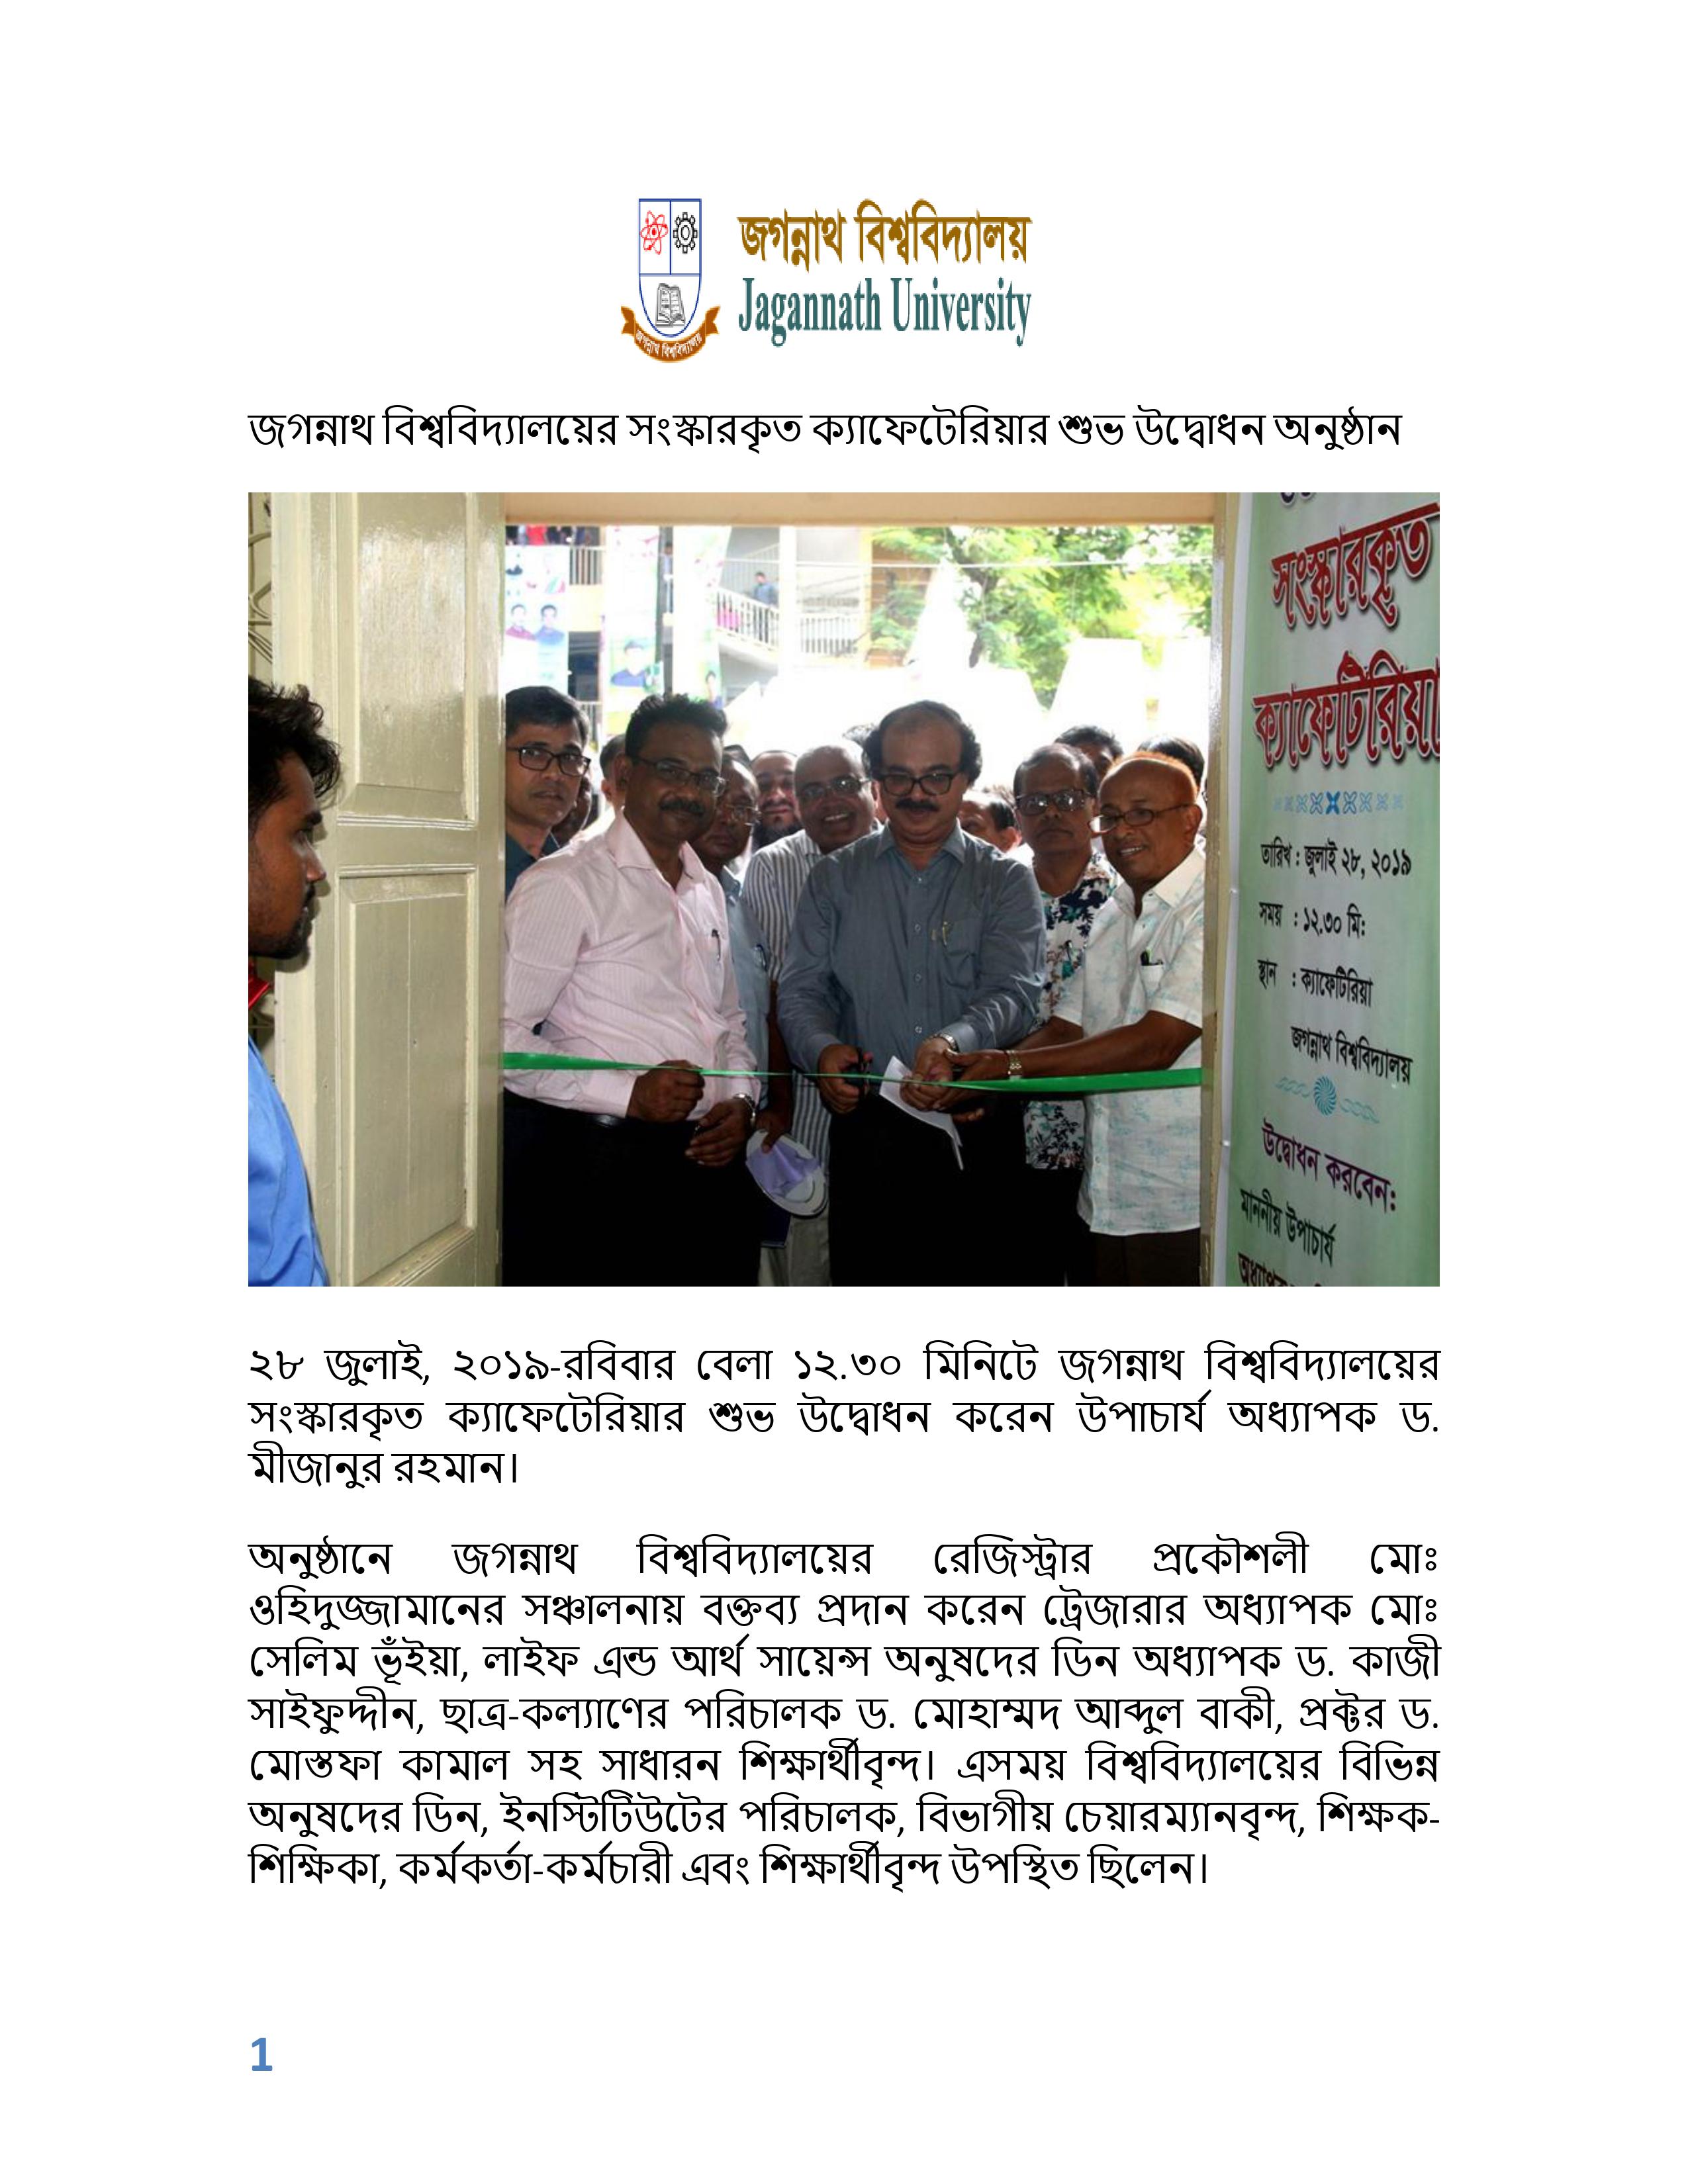 জগন্নাথ বিশ্ববিদ্যালয়
Jagannath University
জগন্নাথ বিশ্ববিদ্যালয়
জগন্নাথ বিশ্ববিদ্যালয়ের সংস্কারকৃত ক্যাফেটেরিয়ার শুভ উদ্বোধন অনুষ্ঠান
সংস্কারকৃত
ক্যাফেটিরিয়া
তারিখ : জুলাই ২৮, ২০১৯
সময় : ১২.৩০ মি:
স্থান : ক্যাফেটিরিয়া
জগন্নাথ বিশ্ববিদ্যালয়
উদ্বোধন করবেন:
মাননীয় উপাচার্য
২৮ জুলাই, ২০১৯-রবিবার বেলা ১২.৩০ মিনিটে জগন্নাথ বিশ্ববিদ্যালয়ের
সংস্কারকৃত ক্যাফেটেরিয়ার শুভ উদ্বোধন করেন উপাচার্য অধ্যাপক ড.
মীজানুর রহমান।
অনুষ্ঠানে জগন্নাথ বিশ্ববিদ্যালয়ের রেজিস্ট্রার প্রকৌশলী মোঃ
ওহিদুজ্জামানের সঞ্চালনায় বক্তব্য প্রদান করেন ট্রেজারার অধ্যাপক মোঃ
সেলিম ভূঁইয়া, লাইফ এন্ড আর্থ সায়েন্স অনুষদের ডিন অধ্যাপক ড. কাজী
সাইফুদ্দীন, ছাত্র-কল্যাণের পরিচালক ড. মোহাম্মদ আব্দুল বাকী, প্রক্টর ড.
মোস্তফা কামাল সহ সাধারন শিক্ষার্থীবৃন্দ। এসময় বিশ্ববিদ্যালয়ের বিভিন্ন
অনুষদের ডিন, ইনস্টিটিউটের পরিচালক, বিভাগীয় চেয়ারম্যানবৃন্দ, শিক্ষক-
শিক্ষিকা, কর্মকর্তা-কর্মচারী এবং শিক্ষার্থীবৃন্দ উপস্থিত ছিলেন।
1